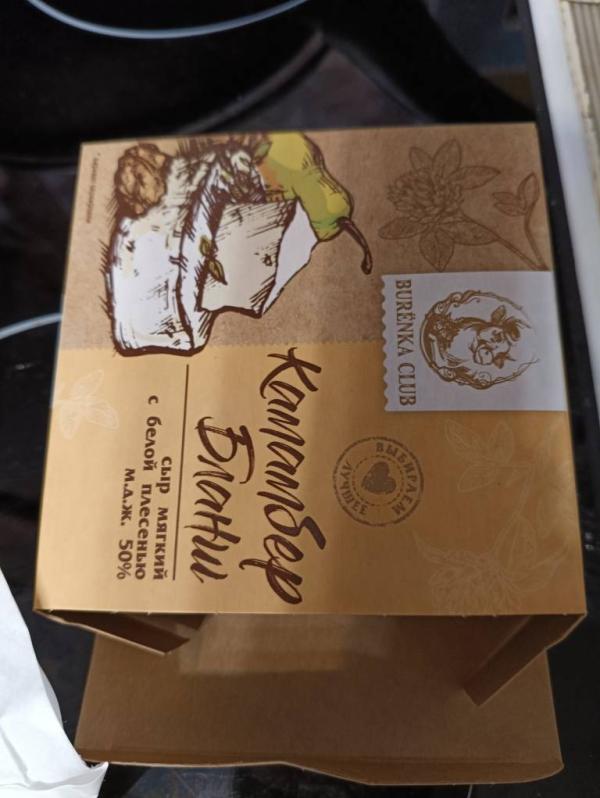 BURЁNKA CLUB
ВЫБИРАЕМ
ЛУЧШЕЕ
Камамбер
Бланш
сыр мягкий
с белой плесенью
м.д.ж. 50%